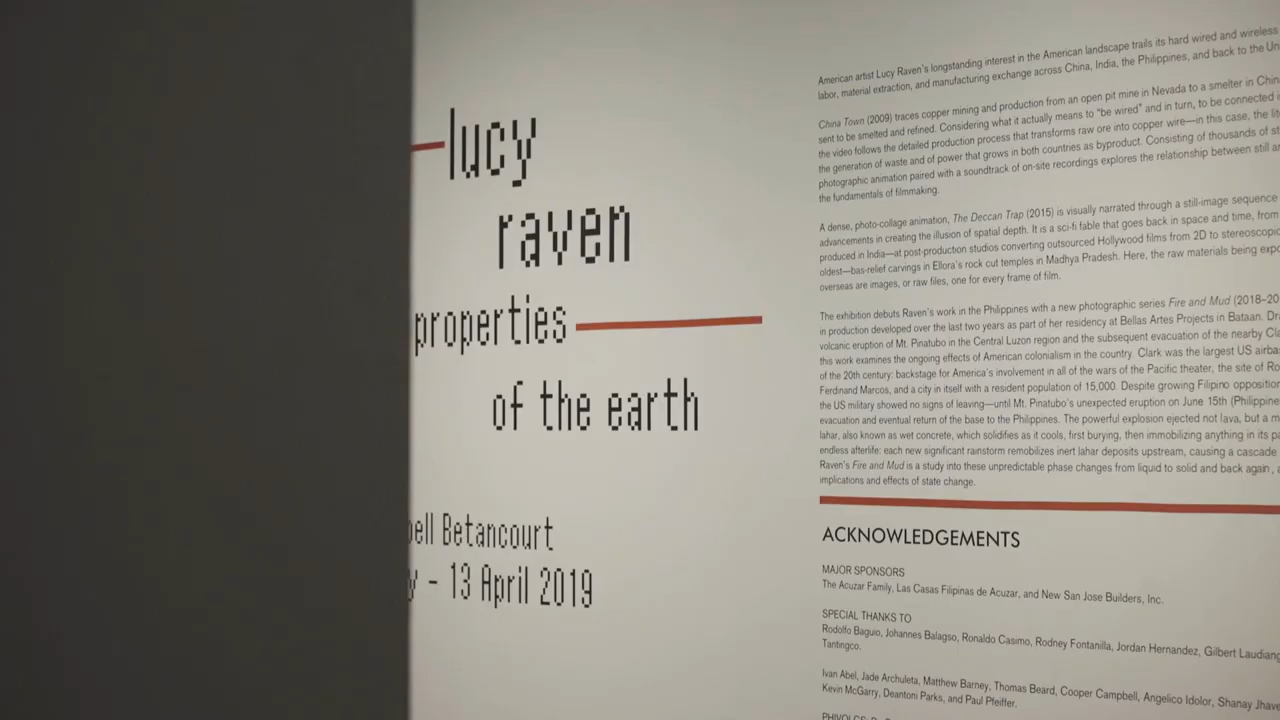 lucy
raven
properties
of the earth
Betancourt
– 13 April 2019
American artist Lucy Raven's longstanding interest in the American landscape trails its hard wired and wireless
labor, material extraction, and manufacturing exchange across China, India, the Philippines, and back to the
China Town (2009) traces copper mining and production from an open pit mine in Nevada to a smelter in
sent to be smelted and refined. Considering what it actually means to "be wired" and in turn, to be connected
the video follows the detailed production process that transforms raw ore into copper wire—in this case, the
the generation of waste and of power that grows in both countries as byproduct. Consisting of thousands of
photographic animation paired with a soundtrack of on-site recordings explores the relationship between still
the fundamentals of filmmaking.
A dense, photo-collage animation, The Deccan Trap (2015) is visually narrated through a still-image sequence
advancements in creating the illusion of spatial depth. It is a sci-fi fable that goes back in space and time, from
produced in India—at post-production studios converting outsourced Hollywood films from 2D to
oldest—bas-relief carvings in Ellora's rock cut temples in Madhya Pradesh. Here, the raw materials being
overseas are images, or raw files, one for every frame of film.
The exhibition debuts Raven's work in the Philippines with a new photographic series Fire and Mud
in production developed over the last two years as part of her residency at Bellas Artes Projects in Bataan.
volcanic eruption of Mt. Pinatubo in the Central Luzon region and the subsequent evacuation of the nearby
this work examines the ongoing effects of American colonialism in the country. Clark was the largest US
of the 20th century: backstage for America's involvement in all of the wars of the Pacific theater, the site of
Ferdinand Marcos, and a city in itself with a resident population of 15,000. Despite growing Filipino
the US military showed no signs of leaving—until Mt. Pinatubo's unexpected eruption on June 15th
evacuation and eventual return of the base to the Philippines. The powerful explosion ejected not lava, but a
lahar, also known as wet concrete, which solidifies as it cools, first burying, then immobilizing anything in its
endless afterlife: each new significant rainstorm remobilizes inert lahar deposits upstream, causing a cascade
Raven's Fire and Mud is a study into these unpredictable phase changes from liquid to solid and back again,
implications and effects of state change.
ACKNOWLEDGEMENTS
MAJOR SPONSORS
The Acuzar Family, Las Casas Filipinas de Acuzar, and New San Jose Builders, Inc.
SPECIAL THANKS TO
Rodolfo Baguio, Johannes Balagso, Ronaldo Casimo, Rodney Fontanilla, Jordan Hernandez, Gilbert
Tantingco.
Ivan Abel, Jade Archuleta, Matthew Barney, Thomas Beard, Cooper Campbell, Angelico Idolor, Shanay
Kevin McGarry, Deantoni Parks, and Paul Pfeiffer.